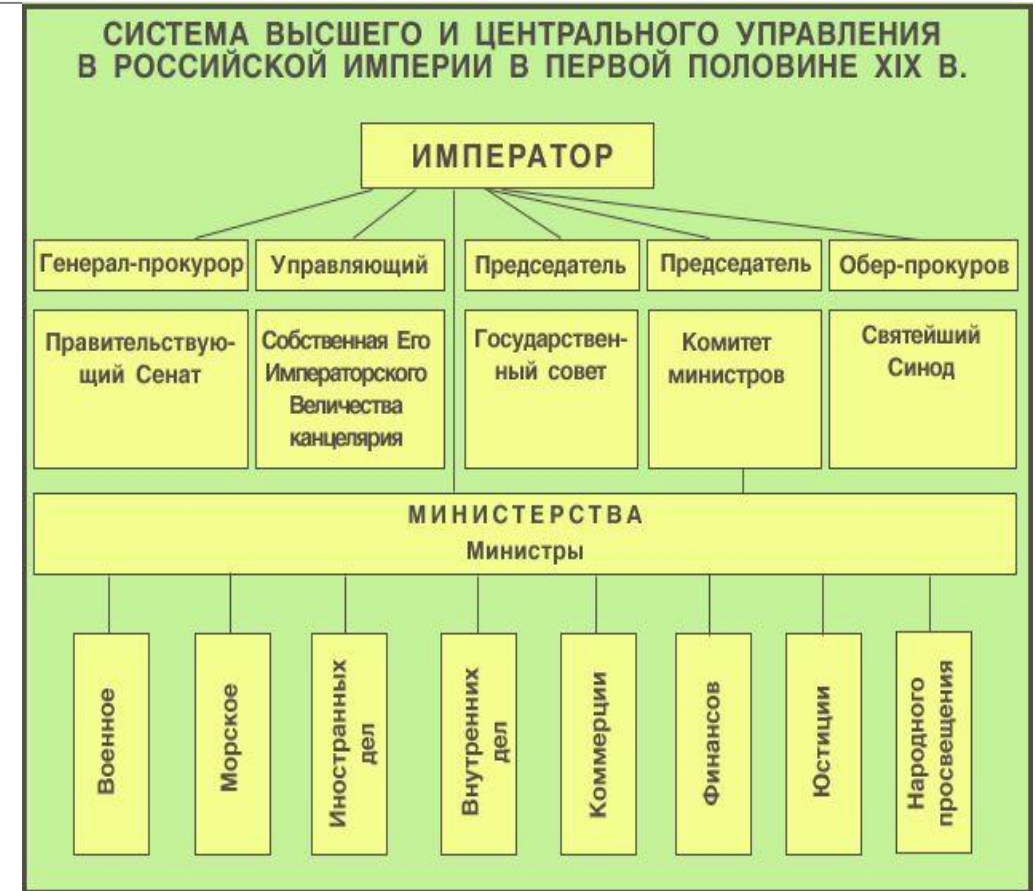 СИСТЕМА ВЫСШЕГО И ЦЕНТРАЛЬНОГО УПРАВЛЕНИЯ
В РОССИЙСКОЙ ИМПЕРИИ В ПЕРВОЙ ПОЛОВИНЕ XIX В.
ИМПЕРАТОР
Генерал-прокурор
Управляющий
Председатель
Председатель
Обер-прокуров
Правительствую-
щий Сенат
Собственная Его
Императорского
Величества
канцелярия
Государствен-
ный совет
Комитет
министров
Святейший
Синод
МИНИСТЕРСТВА
Министры
Военное
Морское
Иностранных
дел
Внутренних
дел
Коммерции
Финансов
Юстиции
Народного
просвещения